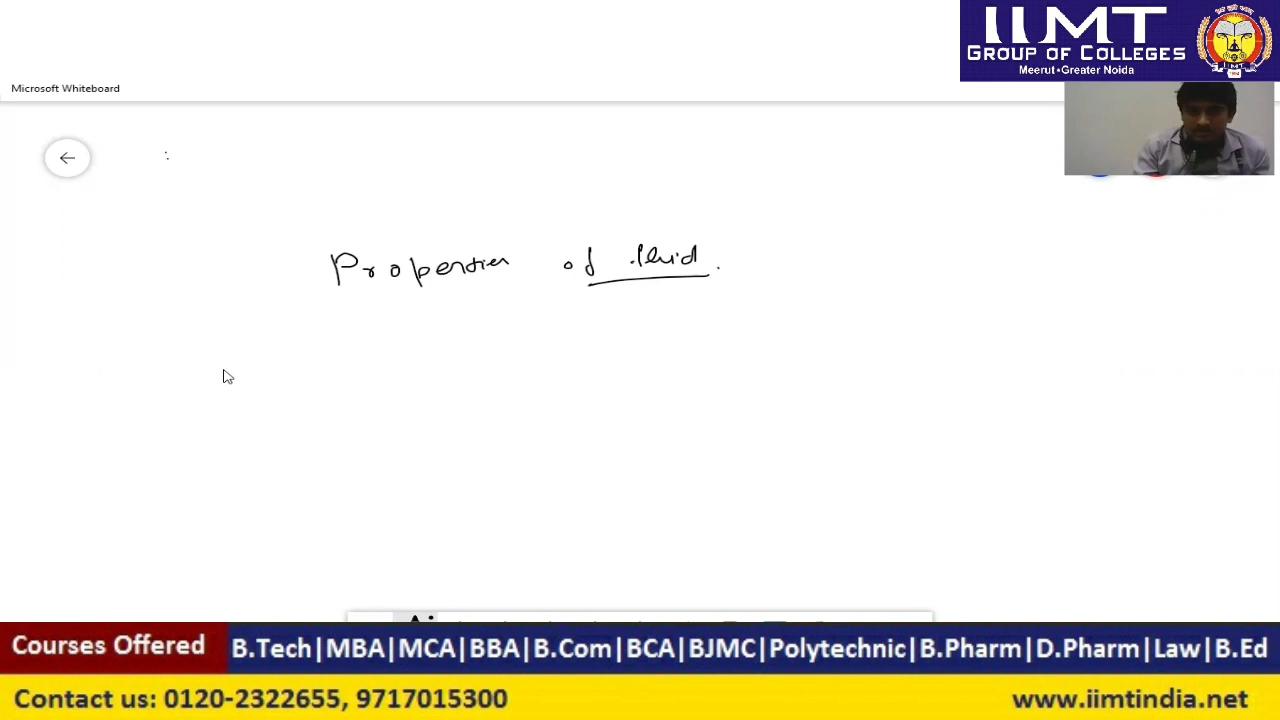 IIMT
GROUP OF COLLEGES
Meerut•Greater Noida
IIMT
Microsoft Whiteboard
Properties of fluid.
Courses Offered
B.Tech|MBA|MCA|BBA|B.Com|BCA|BJMC|Polytechnic|B.Pharm|D.Pharm|Law|B.Ed
Contact us: 0120-2322655, 9717015300
www.iimtindia.net